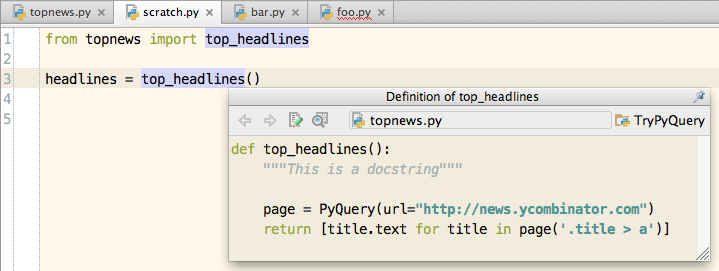 topnews.py × scratch.py × bar.py × foo.py ×
1 from topnews import top_headlines
2
3 headlines = top_headlines()
4
5
Definition of top_headlines
topnews.py TryPyQuery
def top_headlines():
"""This is a docstring"""
page = PyQuery(url="http://news.ycombinator.com")
return [title.text for title in page('.title > a')]